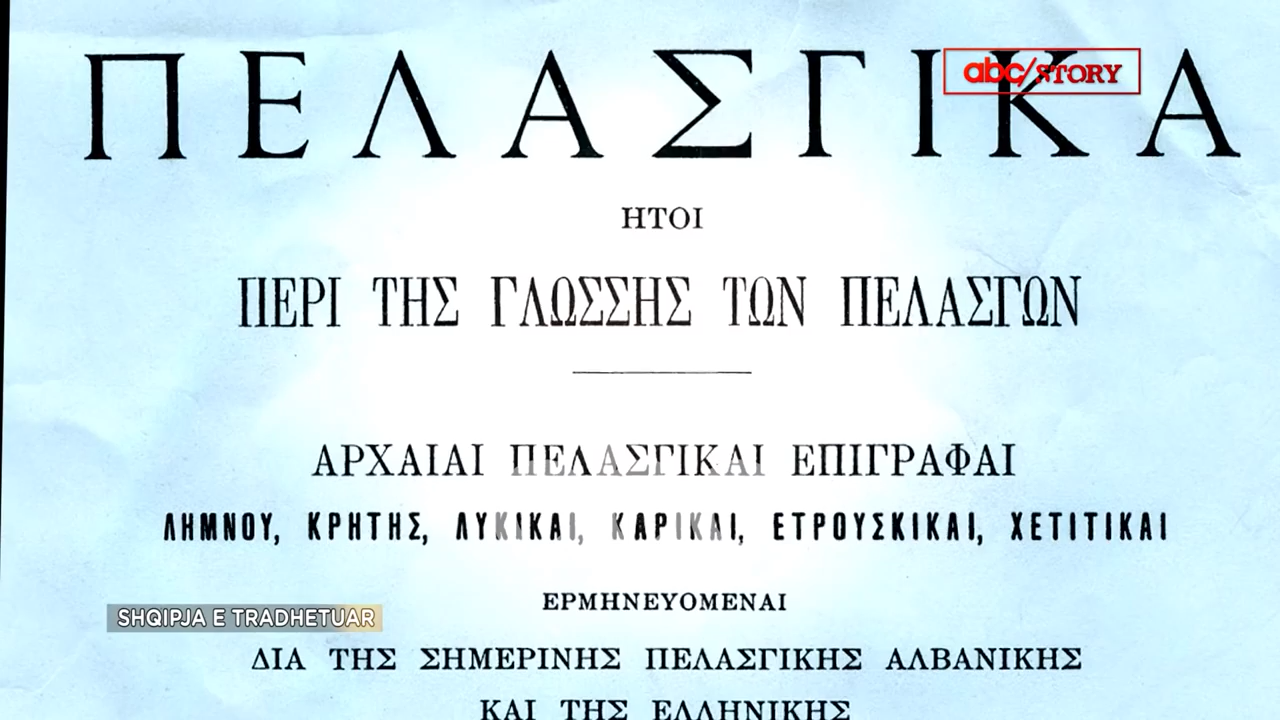 ΠΕΛΑΣΓΙΚΑ
abc/STORY
ΗΤΟΙ
ΠΕΡΙ ΤΗΣ ΓΛΩΣΣΗΣ ΤΩΝ ΠΕΛΑΣΓΩΝ
ΑΡΧΑΙΑΙ ΠΕΛΑΣΓΙΚΑΙ ΕΠΙΓΡΑΦΑΙ
ΛΗΜΝΟΥ, ΚΡΗΤΗΣ, ΛΥΚΙΚΑΙ, ΚΑΡΙΚΑΙ, ΕΤΡΟΥΣΚΙΚΑΙ, ΧΕΤΙΤΙΚΑΙ
ΕΡΜΗΝΕΥΟΜΕΝΑΙ
SHQIPJA E TRADHETUAR
ΔΙΑ ΤΗΣ ΣΗΜΕΡΙΝΗΣ ΠΕΛΑΣΓΙΚΗΣ ΑΛΒΑΝΙΚΗΣ
ΚΑΙ ΤΗΣ ΕΛΛΗΝΙΚΗΣ